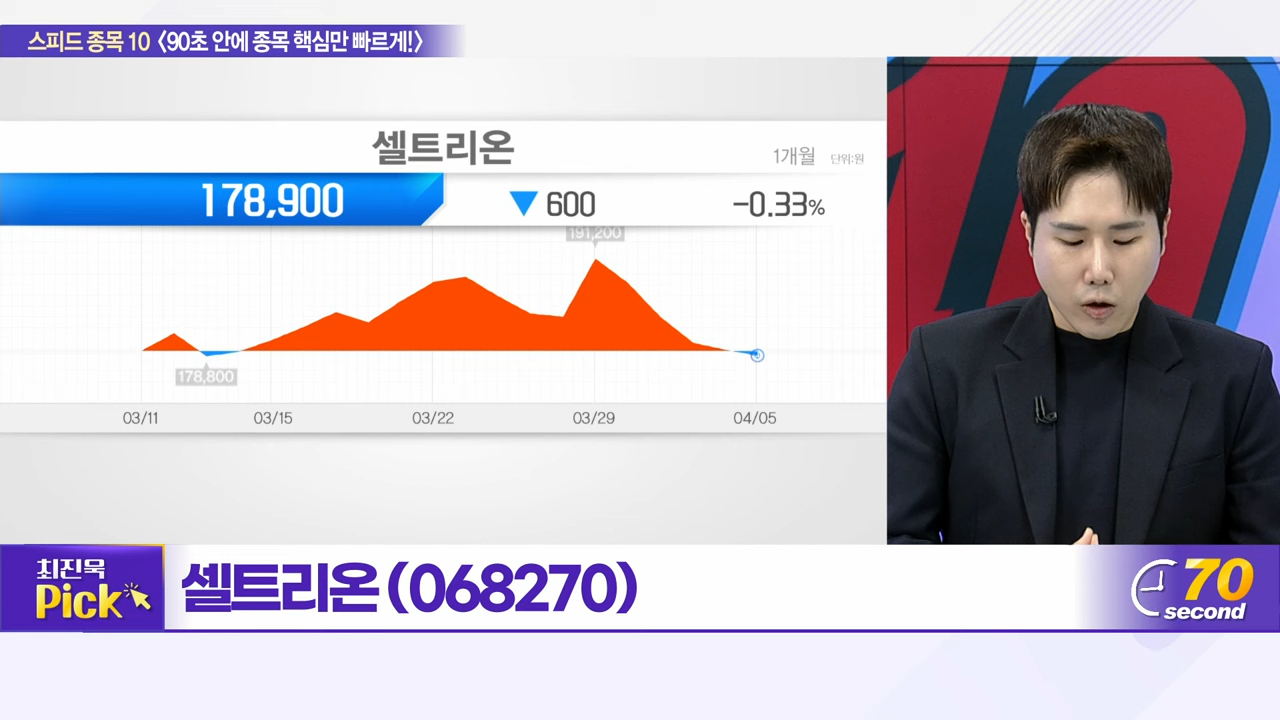 스피드 종목 10 〈90초 안에 종목 핵심만 빠르게!〉
셀트리온
1개월 단위:원
178,900 ▼600 -0.33%
191,200
178,800
03/11 03/15 03/22 03/29 04/05
최진욱
Pick
셀트리온(068270)
70
second